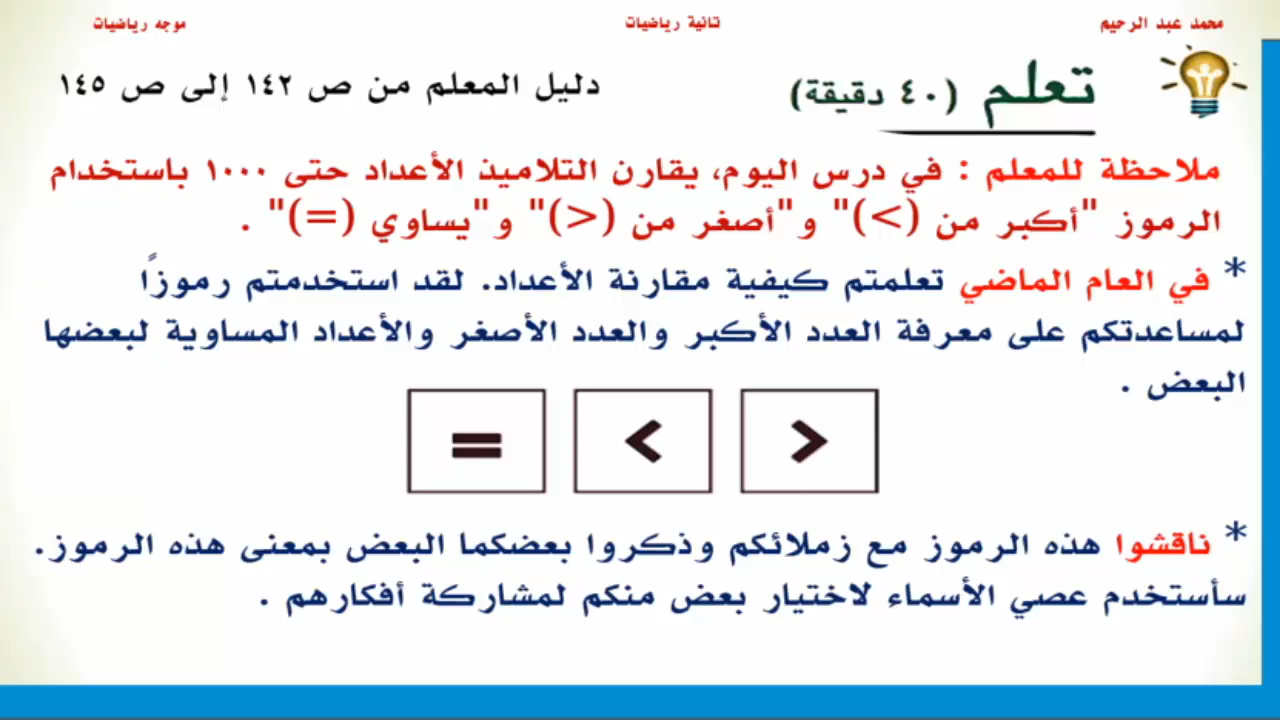 محمد عبد الرحيم
تانية رياضيات
موجه رياضيات
تعلم (٤٠ دقيقة)
دليل المعلم من ص ١٤٢ إلى ص ١٤٥
ملاحظة للمعلم : في درس اليوم، يقارن التلاميذ الأعداد حتى ١٠٠٠ باستخدام
الرموز "أكبر من (>)" و"أصغر من (<)" و"يساوي (=)" .
* في العام الماضي تعلمتم كيفية مقارنة الأعداد. لقد استخدمتم رموزًا
لمساعدتكم على معرفة العدد الأكبر والعدد الأصغر والأعداد المساوية لبعضها
البعض .
= < >
* ناقشوا هذه الرموز مع زملائكم وذكروا بعضكما البعض بمعنى هذه الرموز.
سأستخدم عصي الأسماء لاختيار بعض منكم لمشاركة أفكارهم .